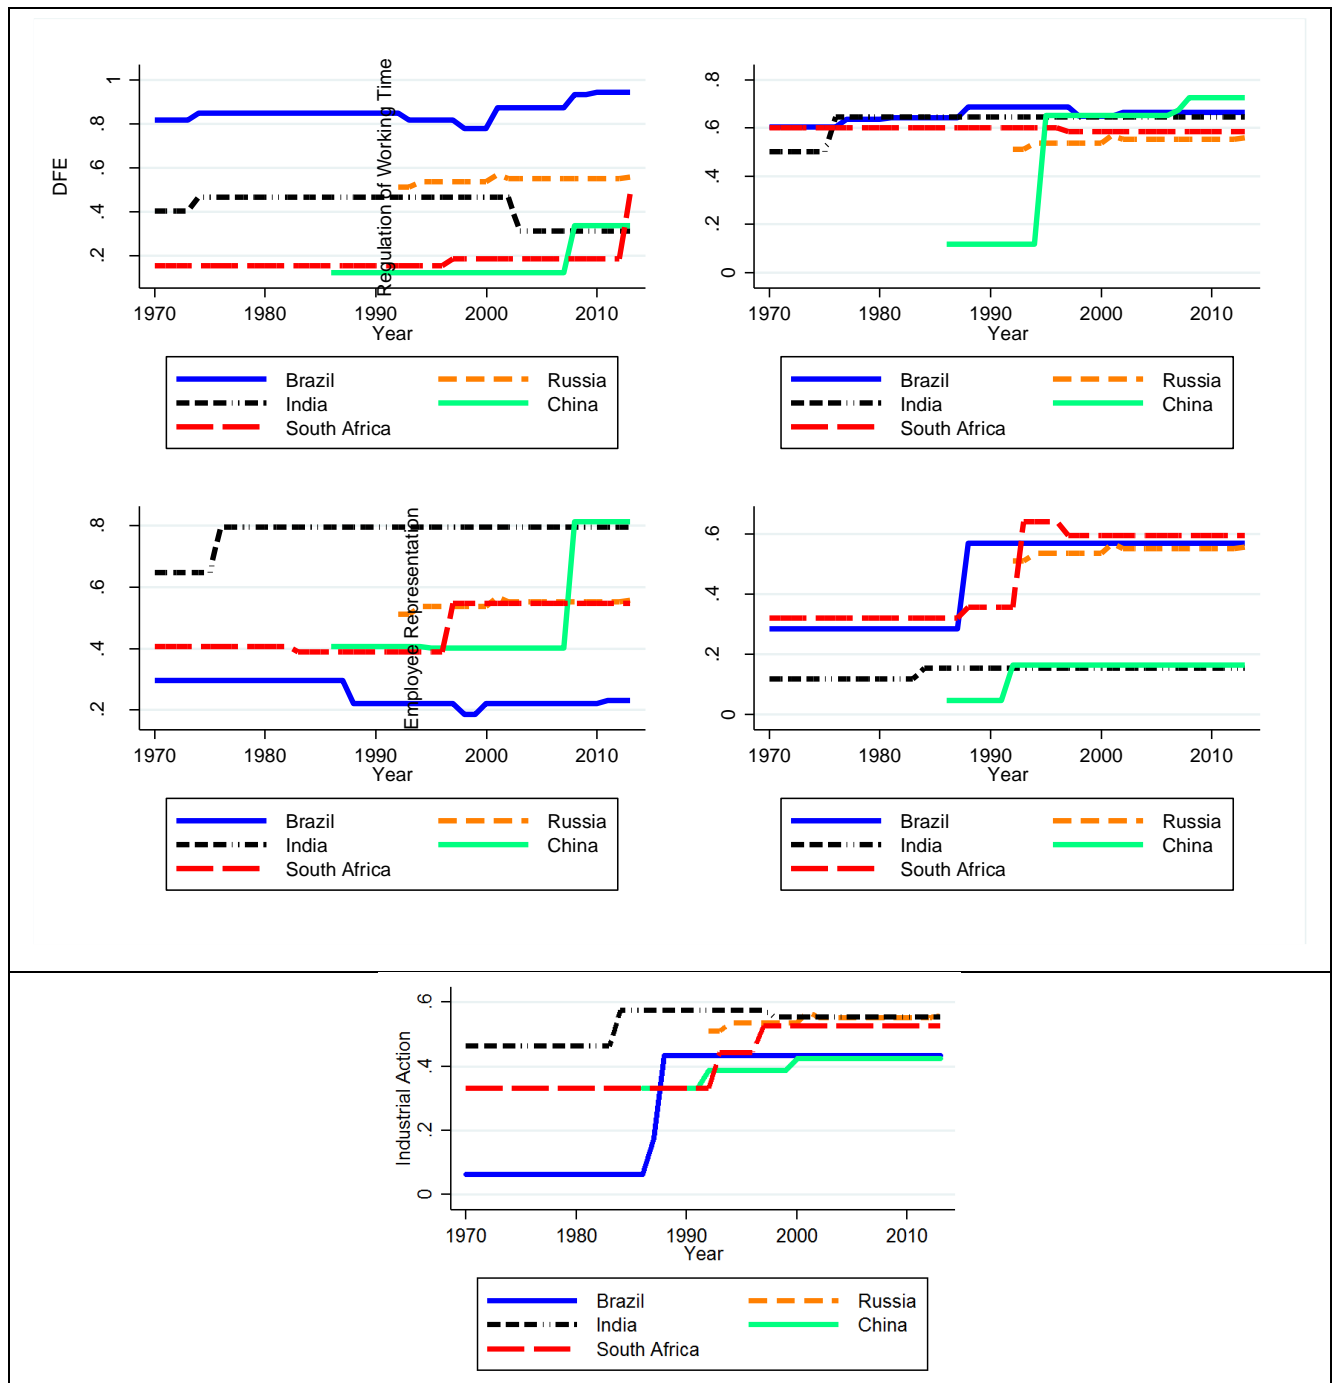 DFE
1
.8
.6
.4
.2
1970 1980 1990 2000 2010
Year
Brazil Russia
India China
South Africa
Regulation of Working Time
.8
.6
.4
.2
0
1970 1980 1990 2000 2010
Year
Brazil Russia
India China
South Africa
.8
.6
.4
.2
1970 1980 1990 2000 2010
Year
Brazil Russia
India China
South Africa
Employee Representation
.6
.4
.2
0
1970 1980 1990 2000 2010
Year
Brazil Russia
India China
South Africa
Industrial Action
.6
.4
.2
0
1970 1980 1990 2000 2010
Year
Brazil Russia
India China
South Africa